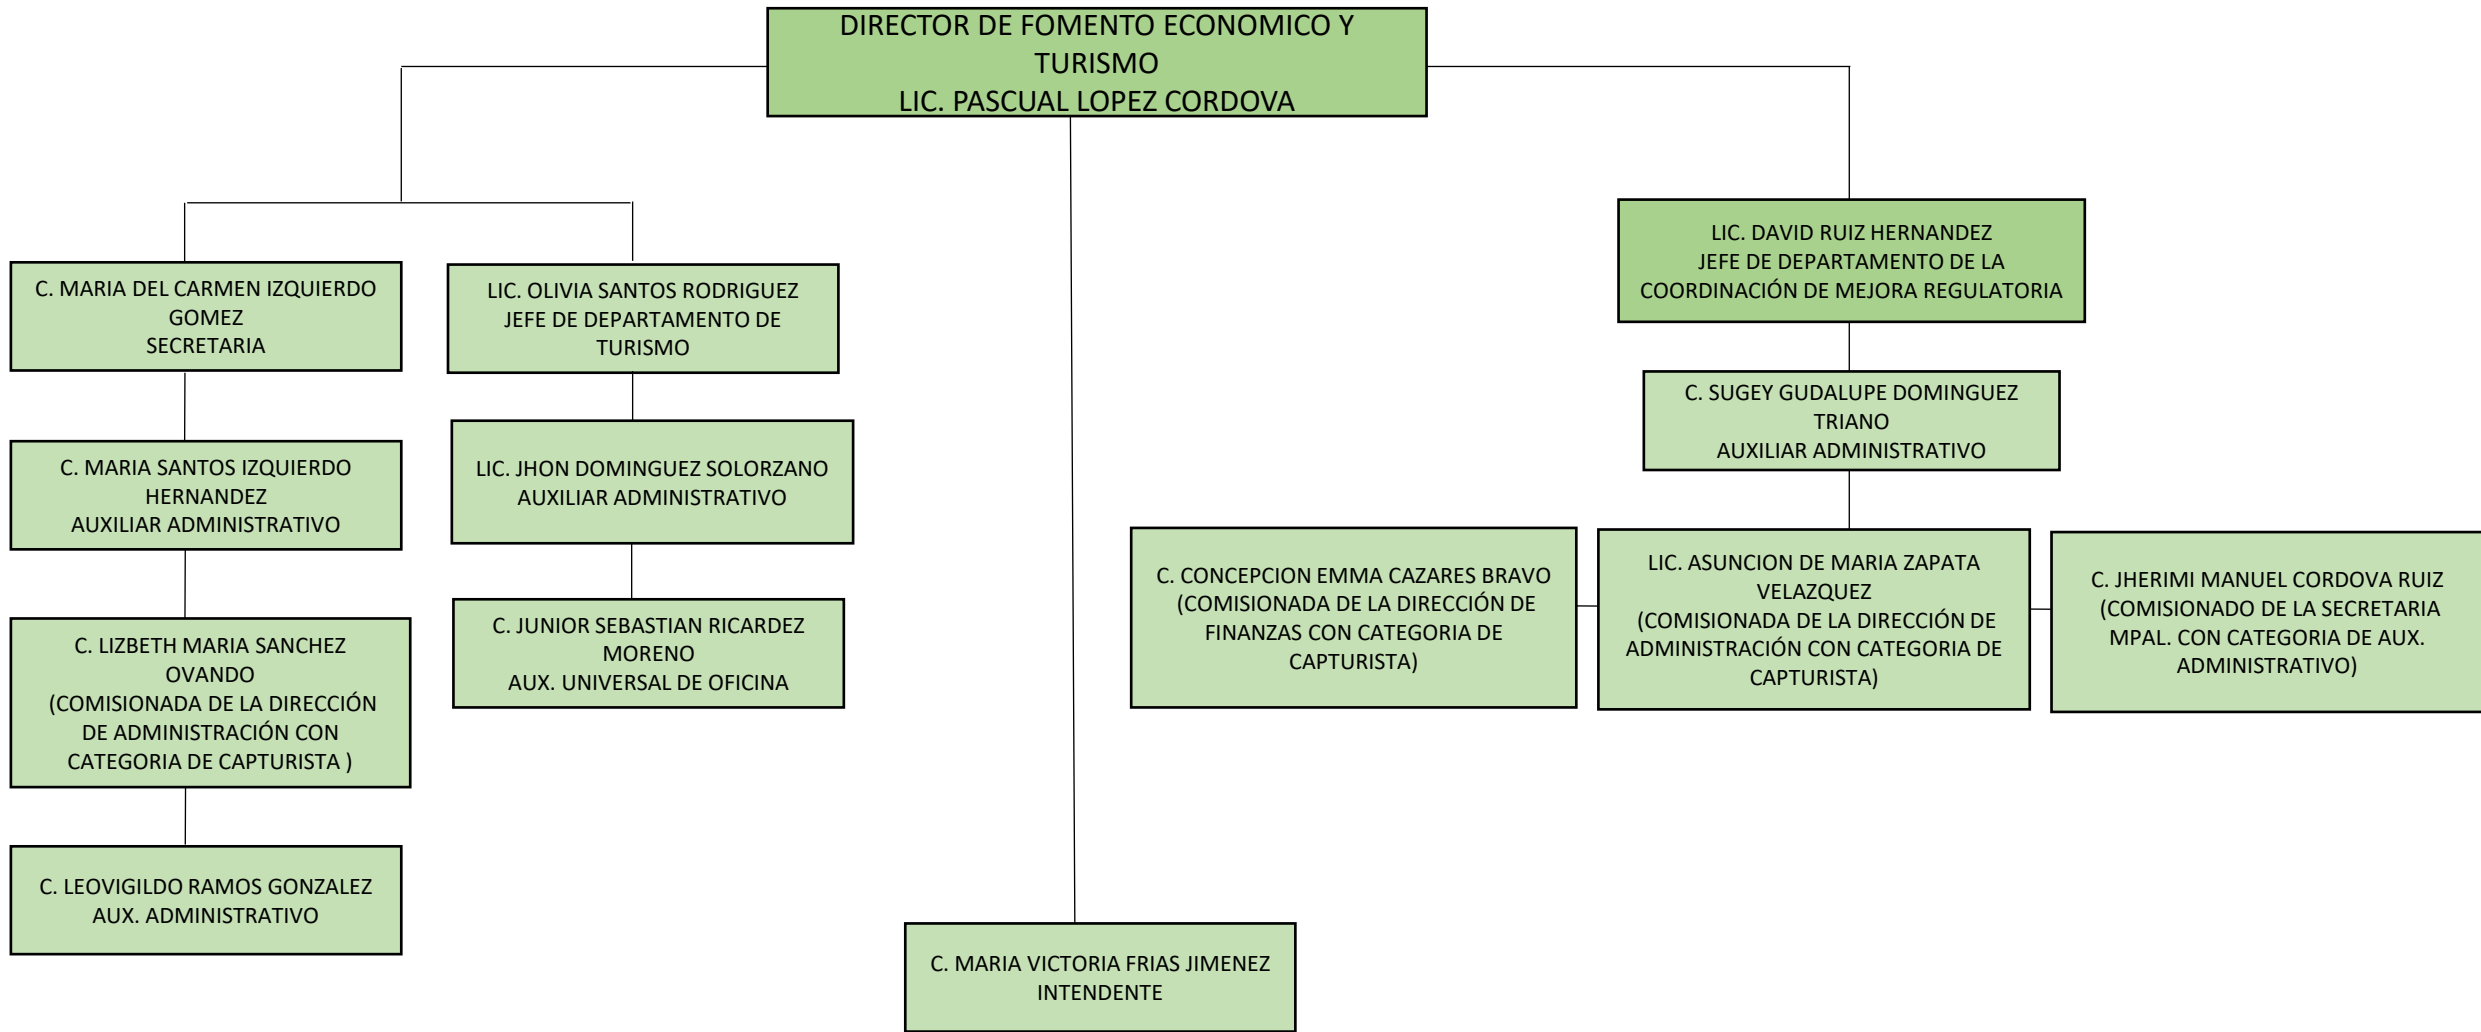 DIRECTOR DE FOMENTO ECONOMICO Y
TURISMO
LIC. PASCUAL LOPEZ CORDOVA
C. MARIA DEL CARMEN IZQUIERDO
GOMEZ
SECRETARIA
C. MARIA SANTOS IZQUIERDO
HERNANDEZ
AUXILIAR ADMINISTRATIVO
C. LIZBETH MARIA SANCHEZ
OVANDO
(COMISIONADA DE LA DIRECCIÓN
DE ADMINISTRACIÓN CON
CATEGORIA DE CAPTURISTA )
C. LEOVIGILDO RAMOS GONZALEZ
AUX. ADMINISTRATIVO
LIC. OLIVIA SANTOS RODRIGUEZ
JEFE DE DEPARTAMENTO DE
TURISMO
LIC. JHON DOMINGUEZ SOLORZANO
AUXILIAR ADMINISTRATIVO
C. JUNIOR SEBASTIAN RICARDEZ
MORENO
AUX. UNIVERSAL DE OFICINA
C. MARIA VICTORIA FRIAS JIMENEZ
INTENDENTE
LIC. DAVID RUIZ HERNANDEZ
JEFE DE DEPARTAMENTO DE LA
COORDINACIÓN DE MEJORA REGULATORIA
C. SUGEY GUDALUPE DOMINGUEZ
TRIANO
AUXILIAR ADMINISTRATIVO
C. CONCEPCION EMMA CAZARES BRAVO
(COMISIONADA DE LA DIRECCIÓN DE
FINANZAS CON CATEGORIA DE
CAPTURISTA)
LIC. ASUNCION DE MARIA ZAPATA
VELAZQUEZ
(COMISIONADA DE LA DIRECCIÓN DE
ADMINISTRACIÓN CON CATEGORIA DE
CAPTURISTA)
C. JHERIMI MANUEL CORDOVA RUIZ
(COMISIONADO DE LA SECRETARIA
MPAL. CON CATEGORIA DE AUX.
ADMINISTRATIVO)